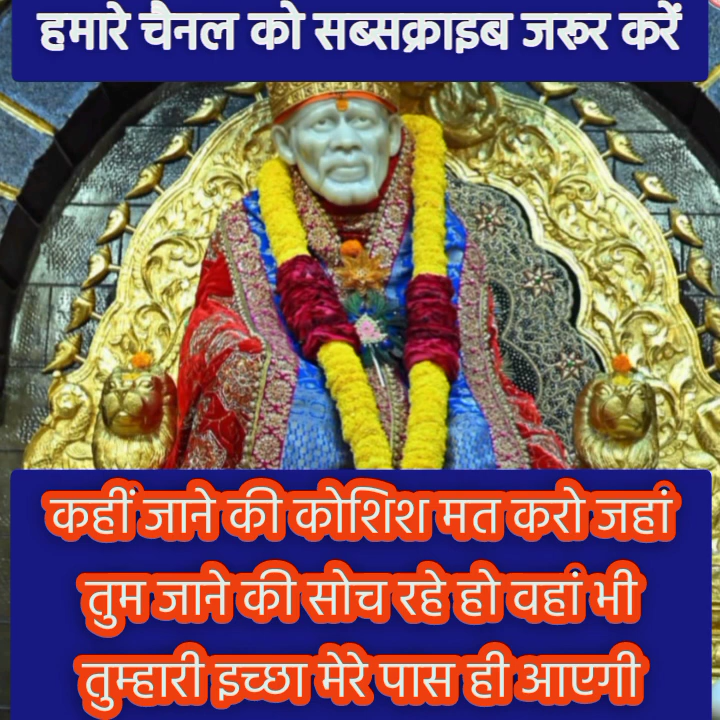 हमारे चैनल को सब्सक्राइब जरूर करें
कहीं जाने की कोशिश मत करो जहां
तुम जाने की सोच रहे हो वहां भी
तुम्हारी इच्छा मेरे पास ही आएगी